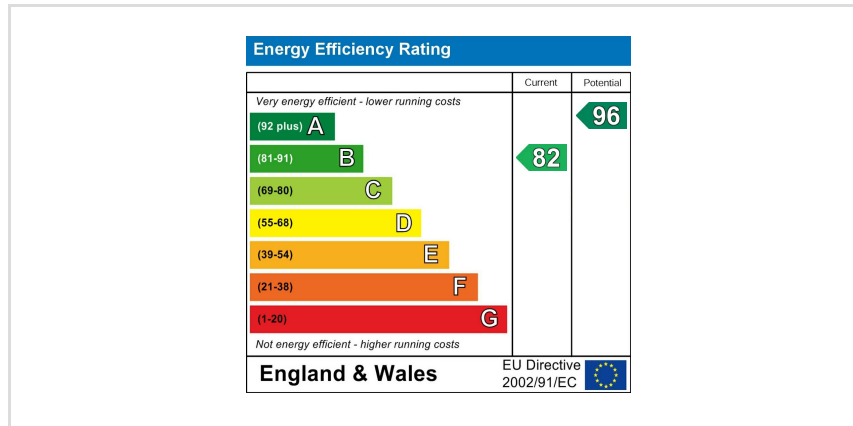 Energy Efficiency Rating
Current Potential
Very energy efficient - lower running costs
(92 plus) A
96
(81-91) B
82
(69-80) C
(55-68) D
(39-54) E
(21-38) F
(1-20) G
Not energy efficient - higher running costs
England & Wales
EU Directive
2002/91/EC